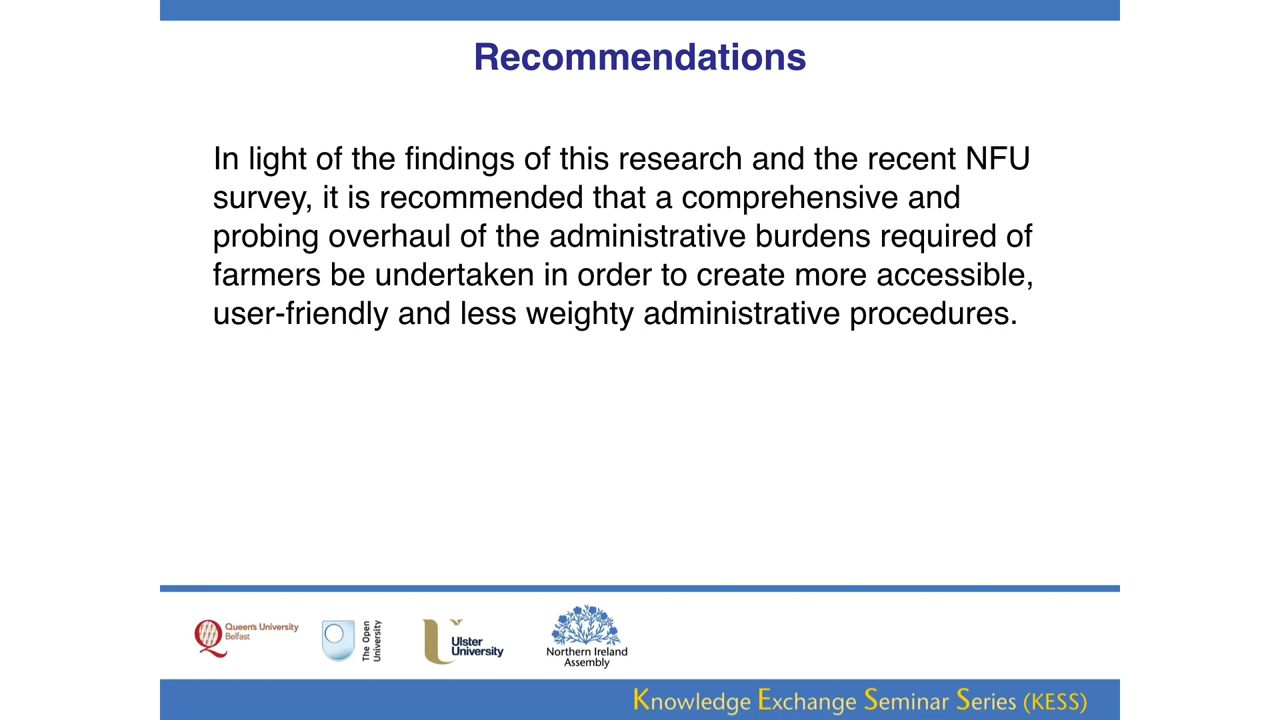 Recommendations
In light of the findings of this research and the recent NFU
survey, it is recommended that a comprehensive and
probing overhaul of the administrative burdens required of
farmers be undertaken in order to create more accessible,
user-friendly and less weighty administrative procedures.
Queen's University
Belfast
The Open
University
Ulster
University
Northern Ireland
Assembly
Knowledge Exchange Seminar Series (KESS)